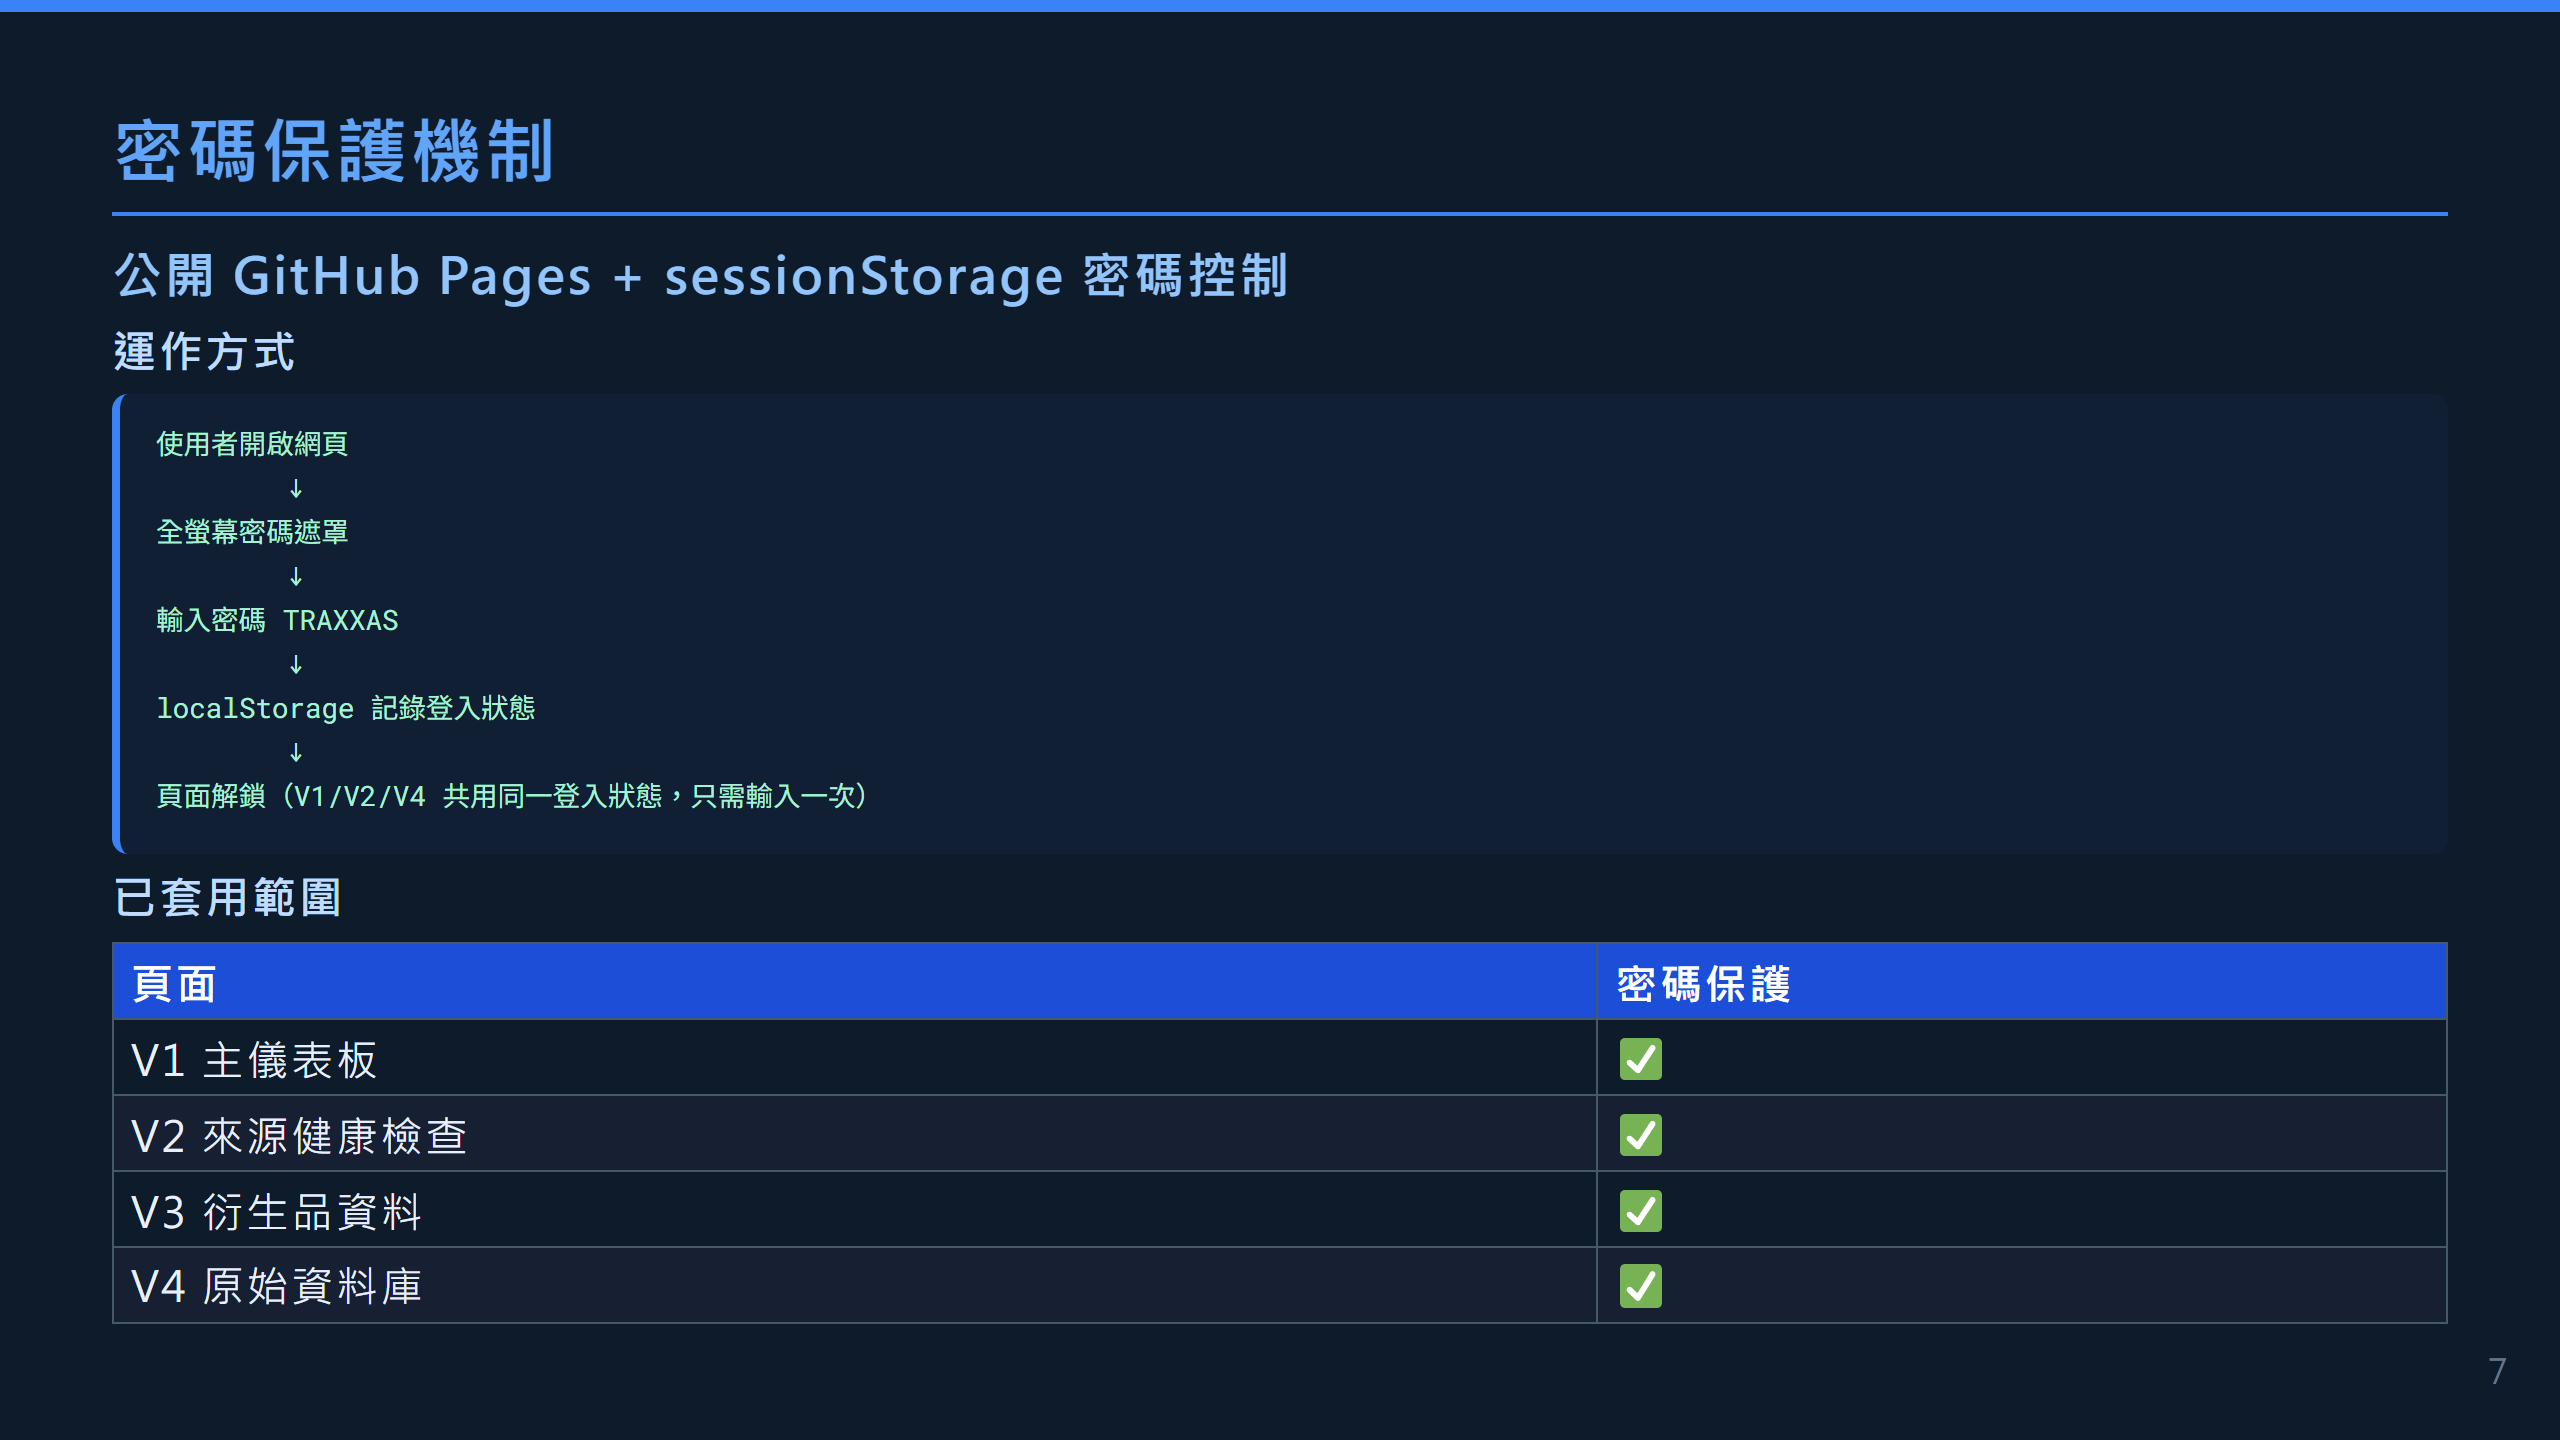 密碼保護機制
公開 GitHub Pages + sessionStorage 密碼控制
運作方式
使用者開啟網頁
↓
全螢幕密碼遮罩
↓
輸入密碼 TRAXXAS
↓
localStorage 記錄登入狀態
↓
頁面解鎖（V1/V2/V4 共用同一登入狀態，只需輸入一次）
已套用範圍
頁面 密碼保護
V1 主儀表板 ✅
V2 來源健康檢查 ✅
V3 衍生品資料 ✅
V4 原始資料庫 ✅
7